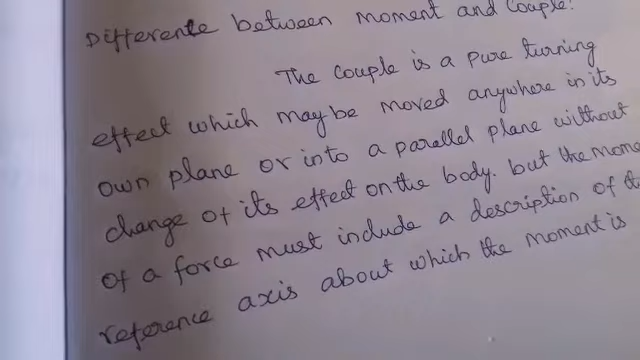 Difference between moment and Couple:
The Couple is a pure turning
effect which may be moved anywhere in its
own plane or into a parallel plane without
change of its effect on the body. but the
of a force must include a description of
reference axis about which the moment is